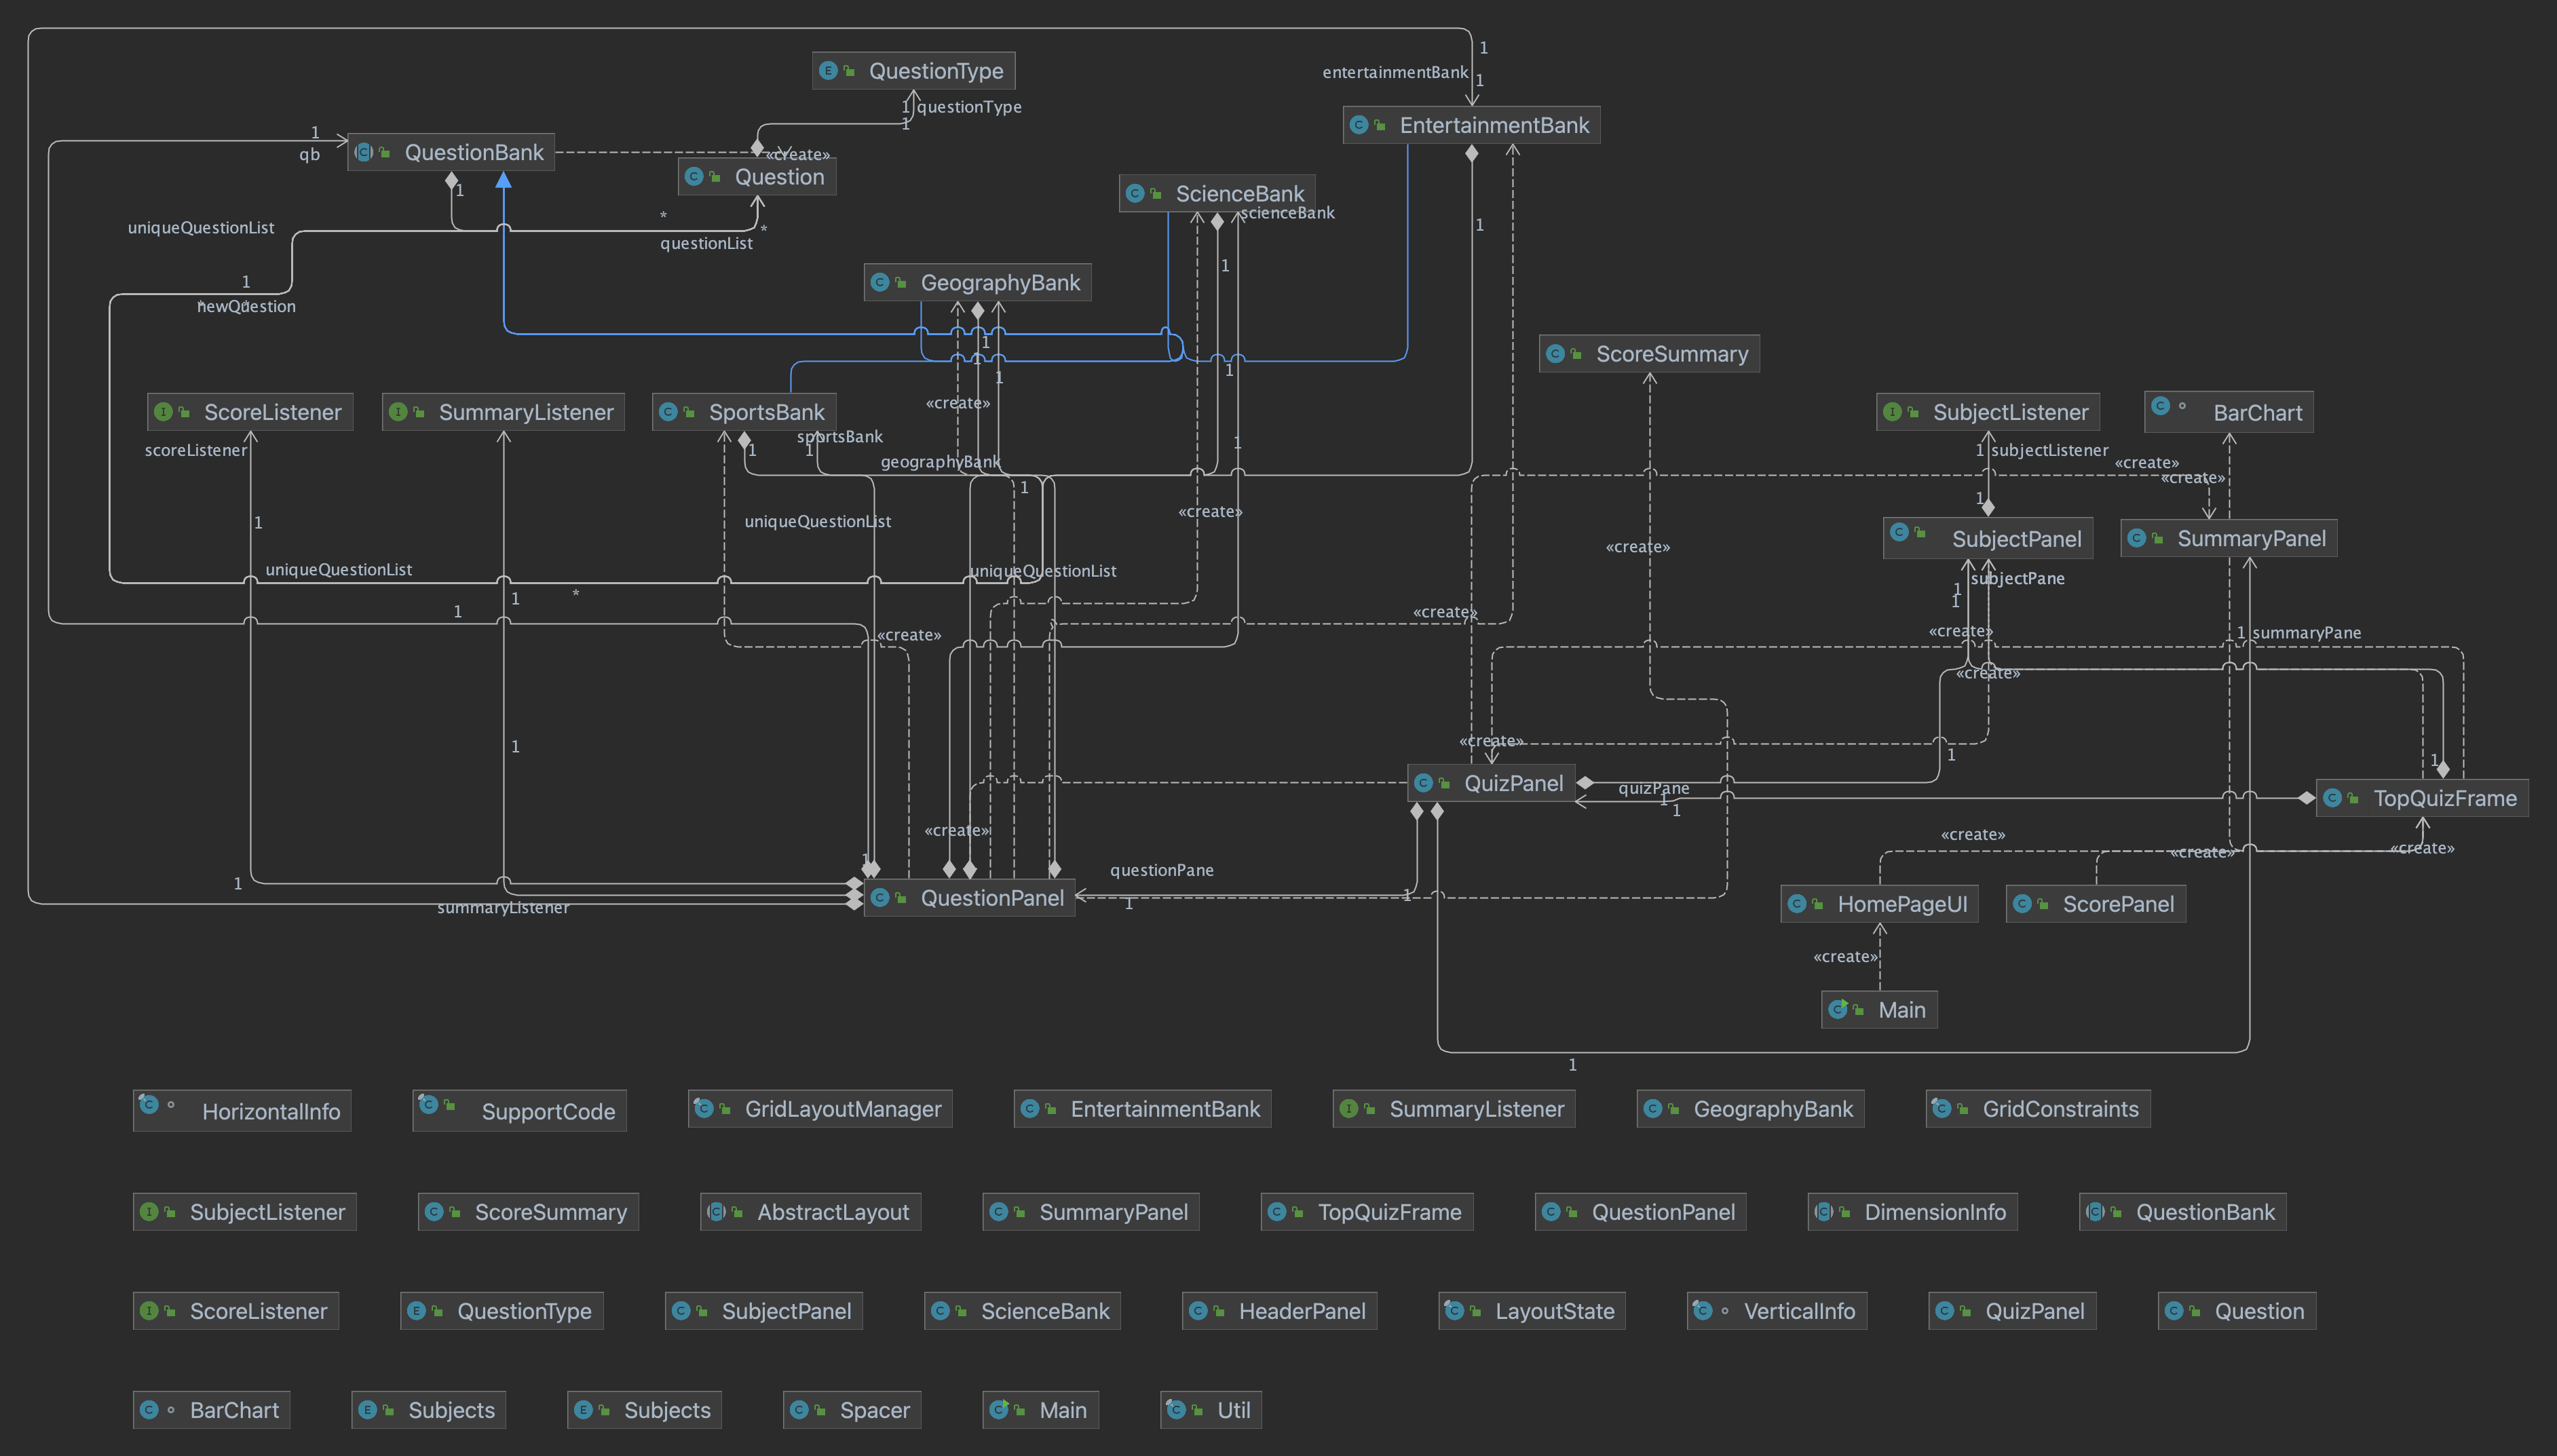 1
entertainmentBank
1
QuestionType
1
questionType
1
EntertainmentBank
1
qb
QuestionBank
«create»
Question
1
1
ScienceBank
scienceBank
*
uniqueQuestionList
questionList
*
1
1
GeographyBank
1
newQuestion
1
1
1
1
ScoreSummary
«create»
ScoreListener
SummaryListener
SportsBank
SubjectListener
BarChart
scoreListener
sportsBank
1
1
geographyBank
1
1
subjectListener
«create»
«create»
1
1
uniqueQuestionList
«create»
1
SubjectPanel
SummaryPanel
«create»
uniqueQuestionList
uniqueQuestionList
subjectPane
1
1
*
1
1
«create»
«create»
«create»
1
summaryPane
«create»
1
«create»
1
1
QuizPanel
quizPane
1
1
TopQuizFrame
«create»
«create»
«create»
«create»
1
questionPane
1
1
1
QuestionPanel
summaryListener
HomePageUI
ScorePanel
«create»
Main
1
HorizontalInfo
SupportCode
GridLayoutManager
EntertainmentBank
SummaryListener
GeographyBank
GridConstraints
SubjectListener
ScoreSummary
AbstractLayout
SummaryPanel
TopQuizFrame
QuestionPanel
DimensionInfo
QuestionBank
ScoreListener
QuestionType
SubjectPanel
ScienceBank
HeaderPanel
LayoutState
VerticalInfo
QuizPanel
Question
BarChart
Subjects
Subjects
Spacer
Main
Util